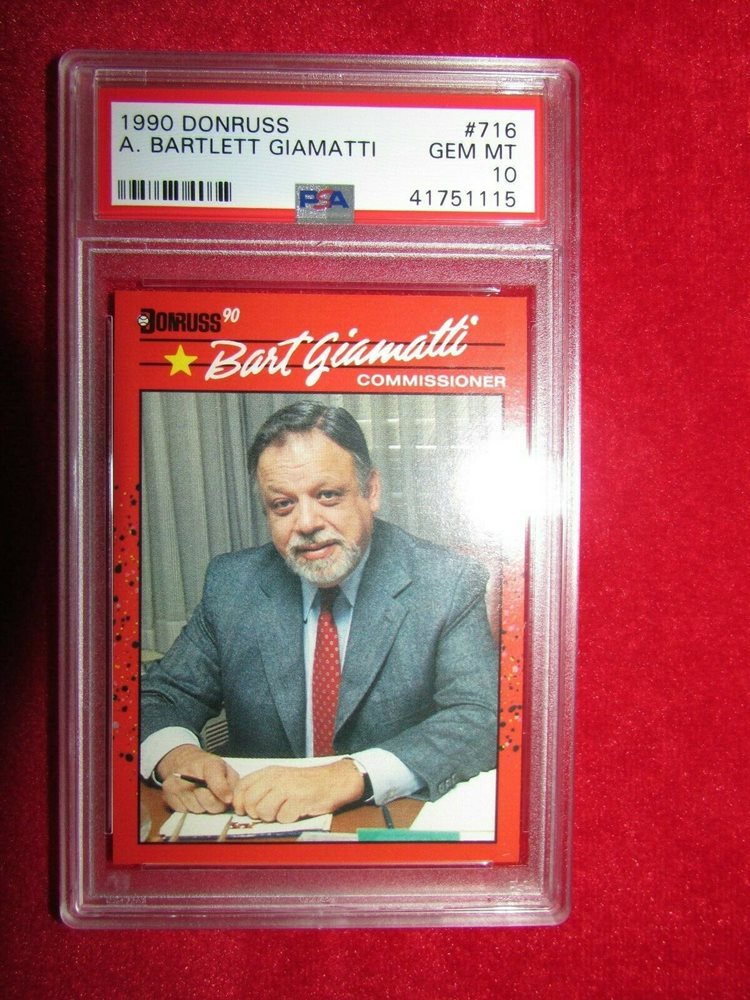 1990 DONRUSS #716
A. BARTLETT GIAMATTI GEM MT
10
PSA 41751115
DONRUSS 90
Bart Giamatti
COMMISSIONER